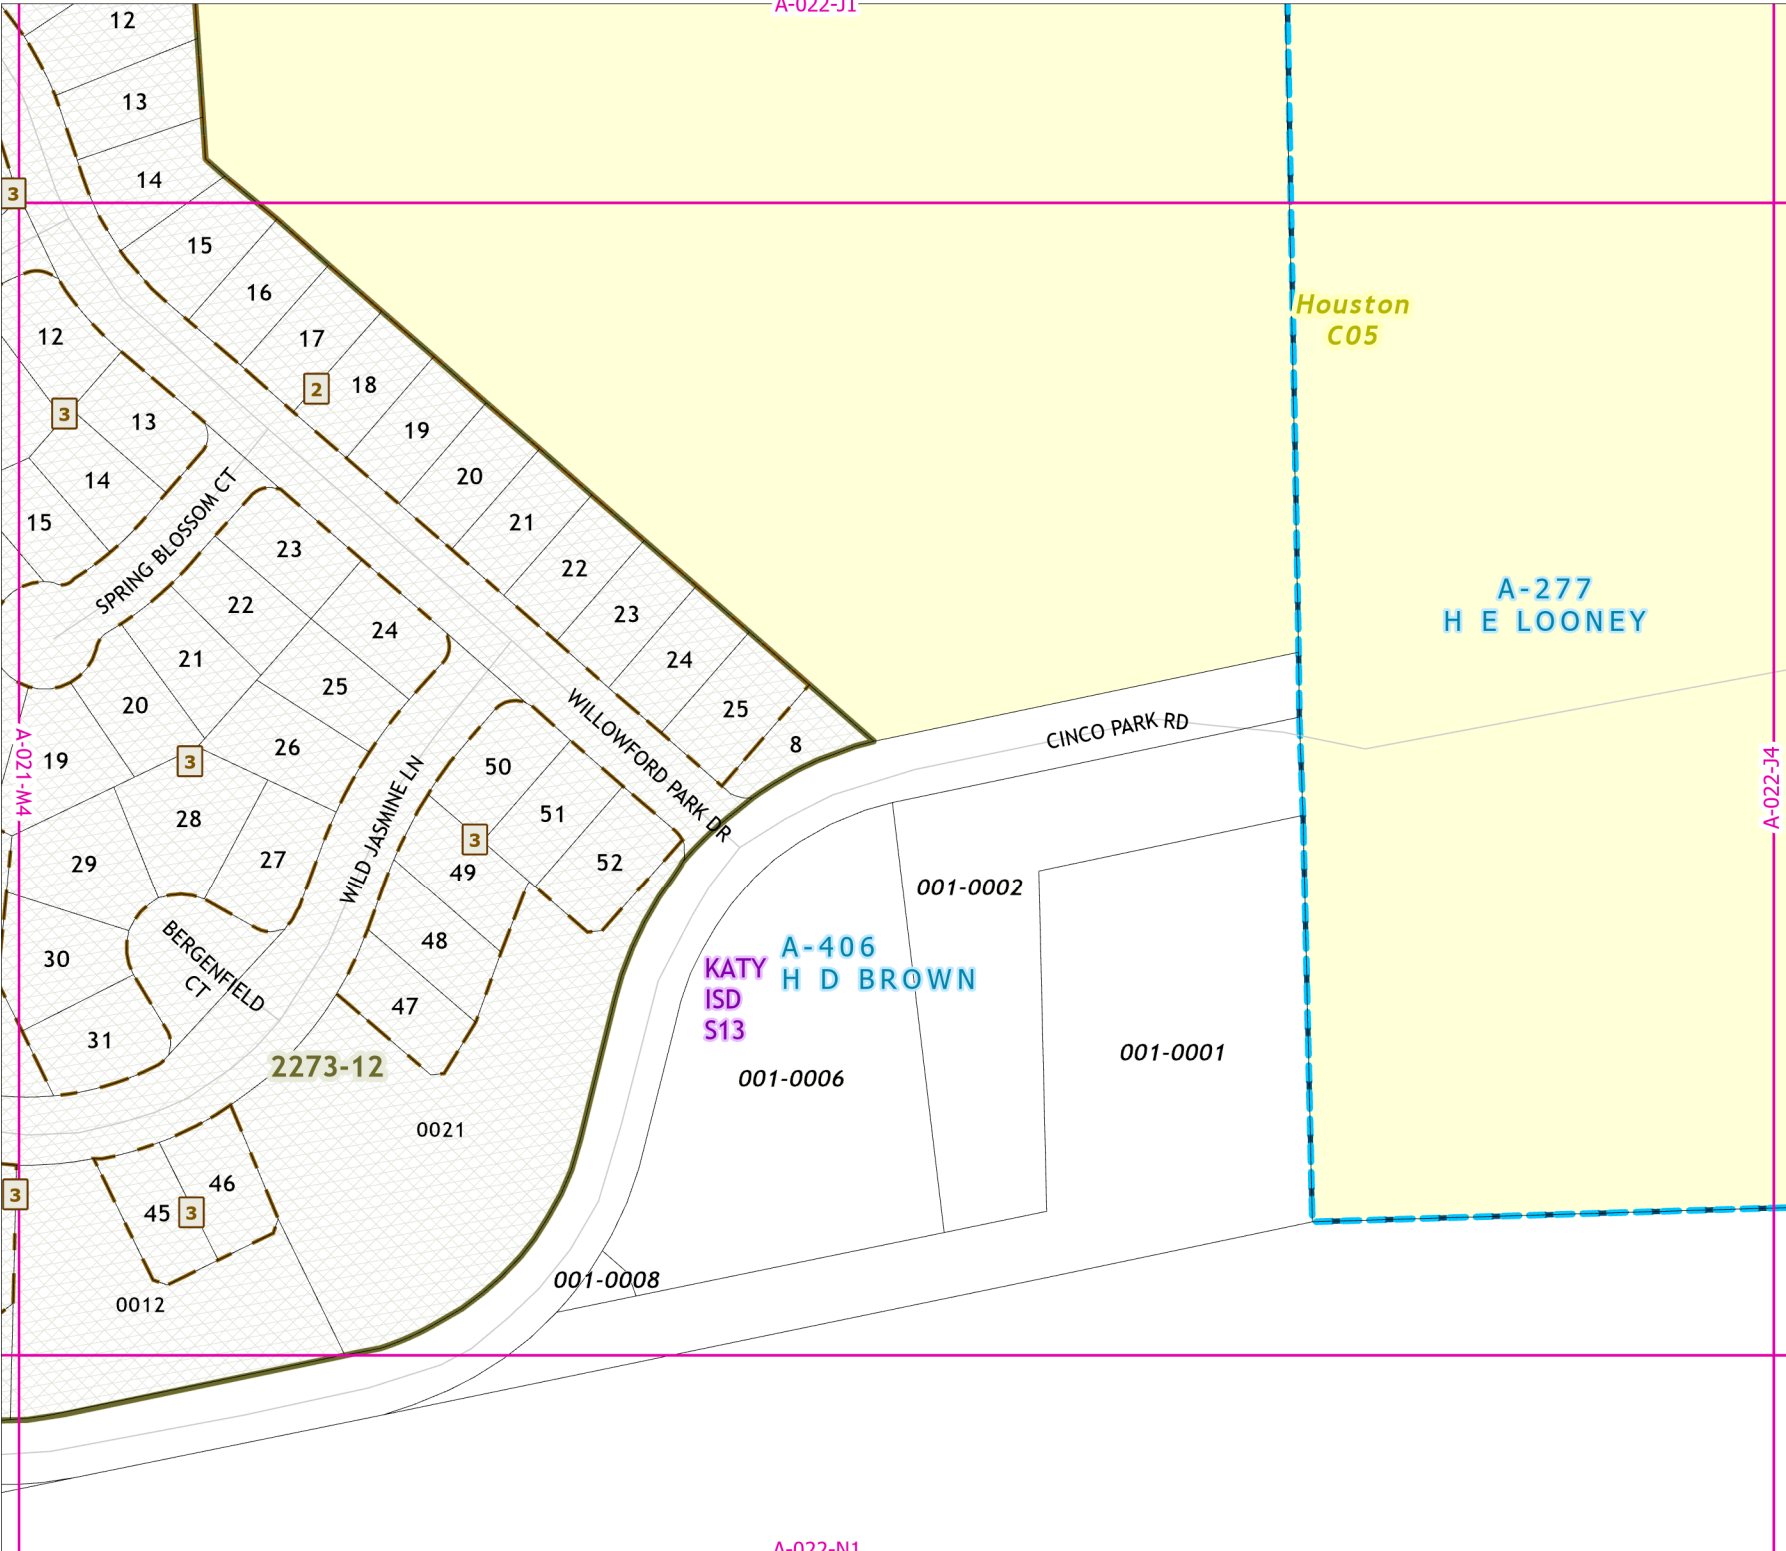 A-022-J1
12
13
14
3
15
16
17
2
18
19
20
21
22
23
24
25
8
12
3
13
14
15
SPRING BLOSSOM CT
23
22
24
21
25
20
26
19
3
28
29
27
30
31
BERGENFIELD
CT
WILD JASMINE LN
WILLOWFORD PARK DR
50
51
3
52
49
48
47
2273-12
0021
46
45
3
3
0012
Houston
C05
A-277
H E LOONEY
CINCO PARK RD
001-0002
A-406
H D BROWN
KATY
ISD
S13
001-0001
001-0006
001-0008
A-021-M4
A-022-J4
A-022-N1